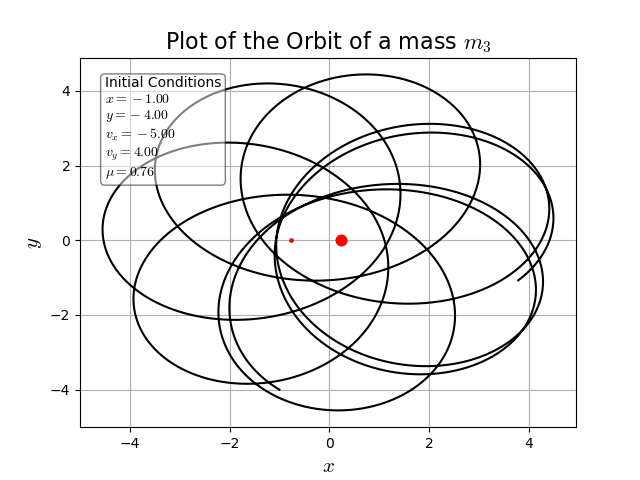 Plot of the Orbit of a mass m₃
Initial Conditions
x = −1.00
y = −4.00
vₓ = −5.00
v_y = 4.00
μ = 0.76
4
2
0
−2
−4
y
−4
−2
0
2
4
x